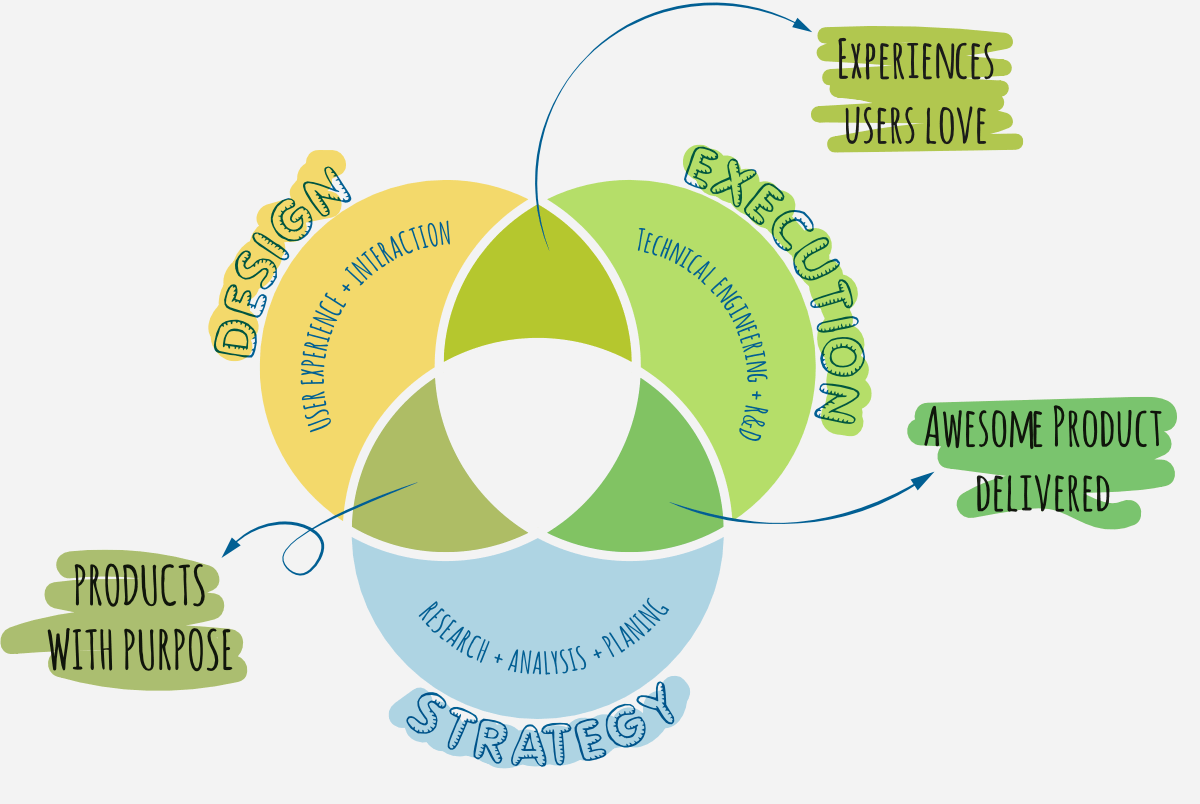 Experiences
users love
DESIGN
EXECUTION
User Experience + Interaction
Technical Engineering + R&D
Awesome Product
delivered
Products
with purpose
Research + Analysis + Planing
STRATEGY